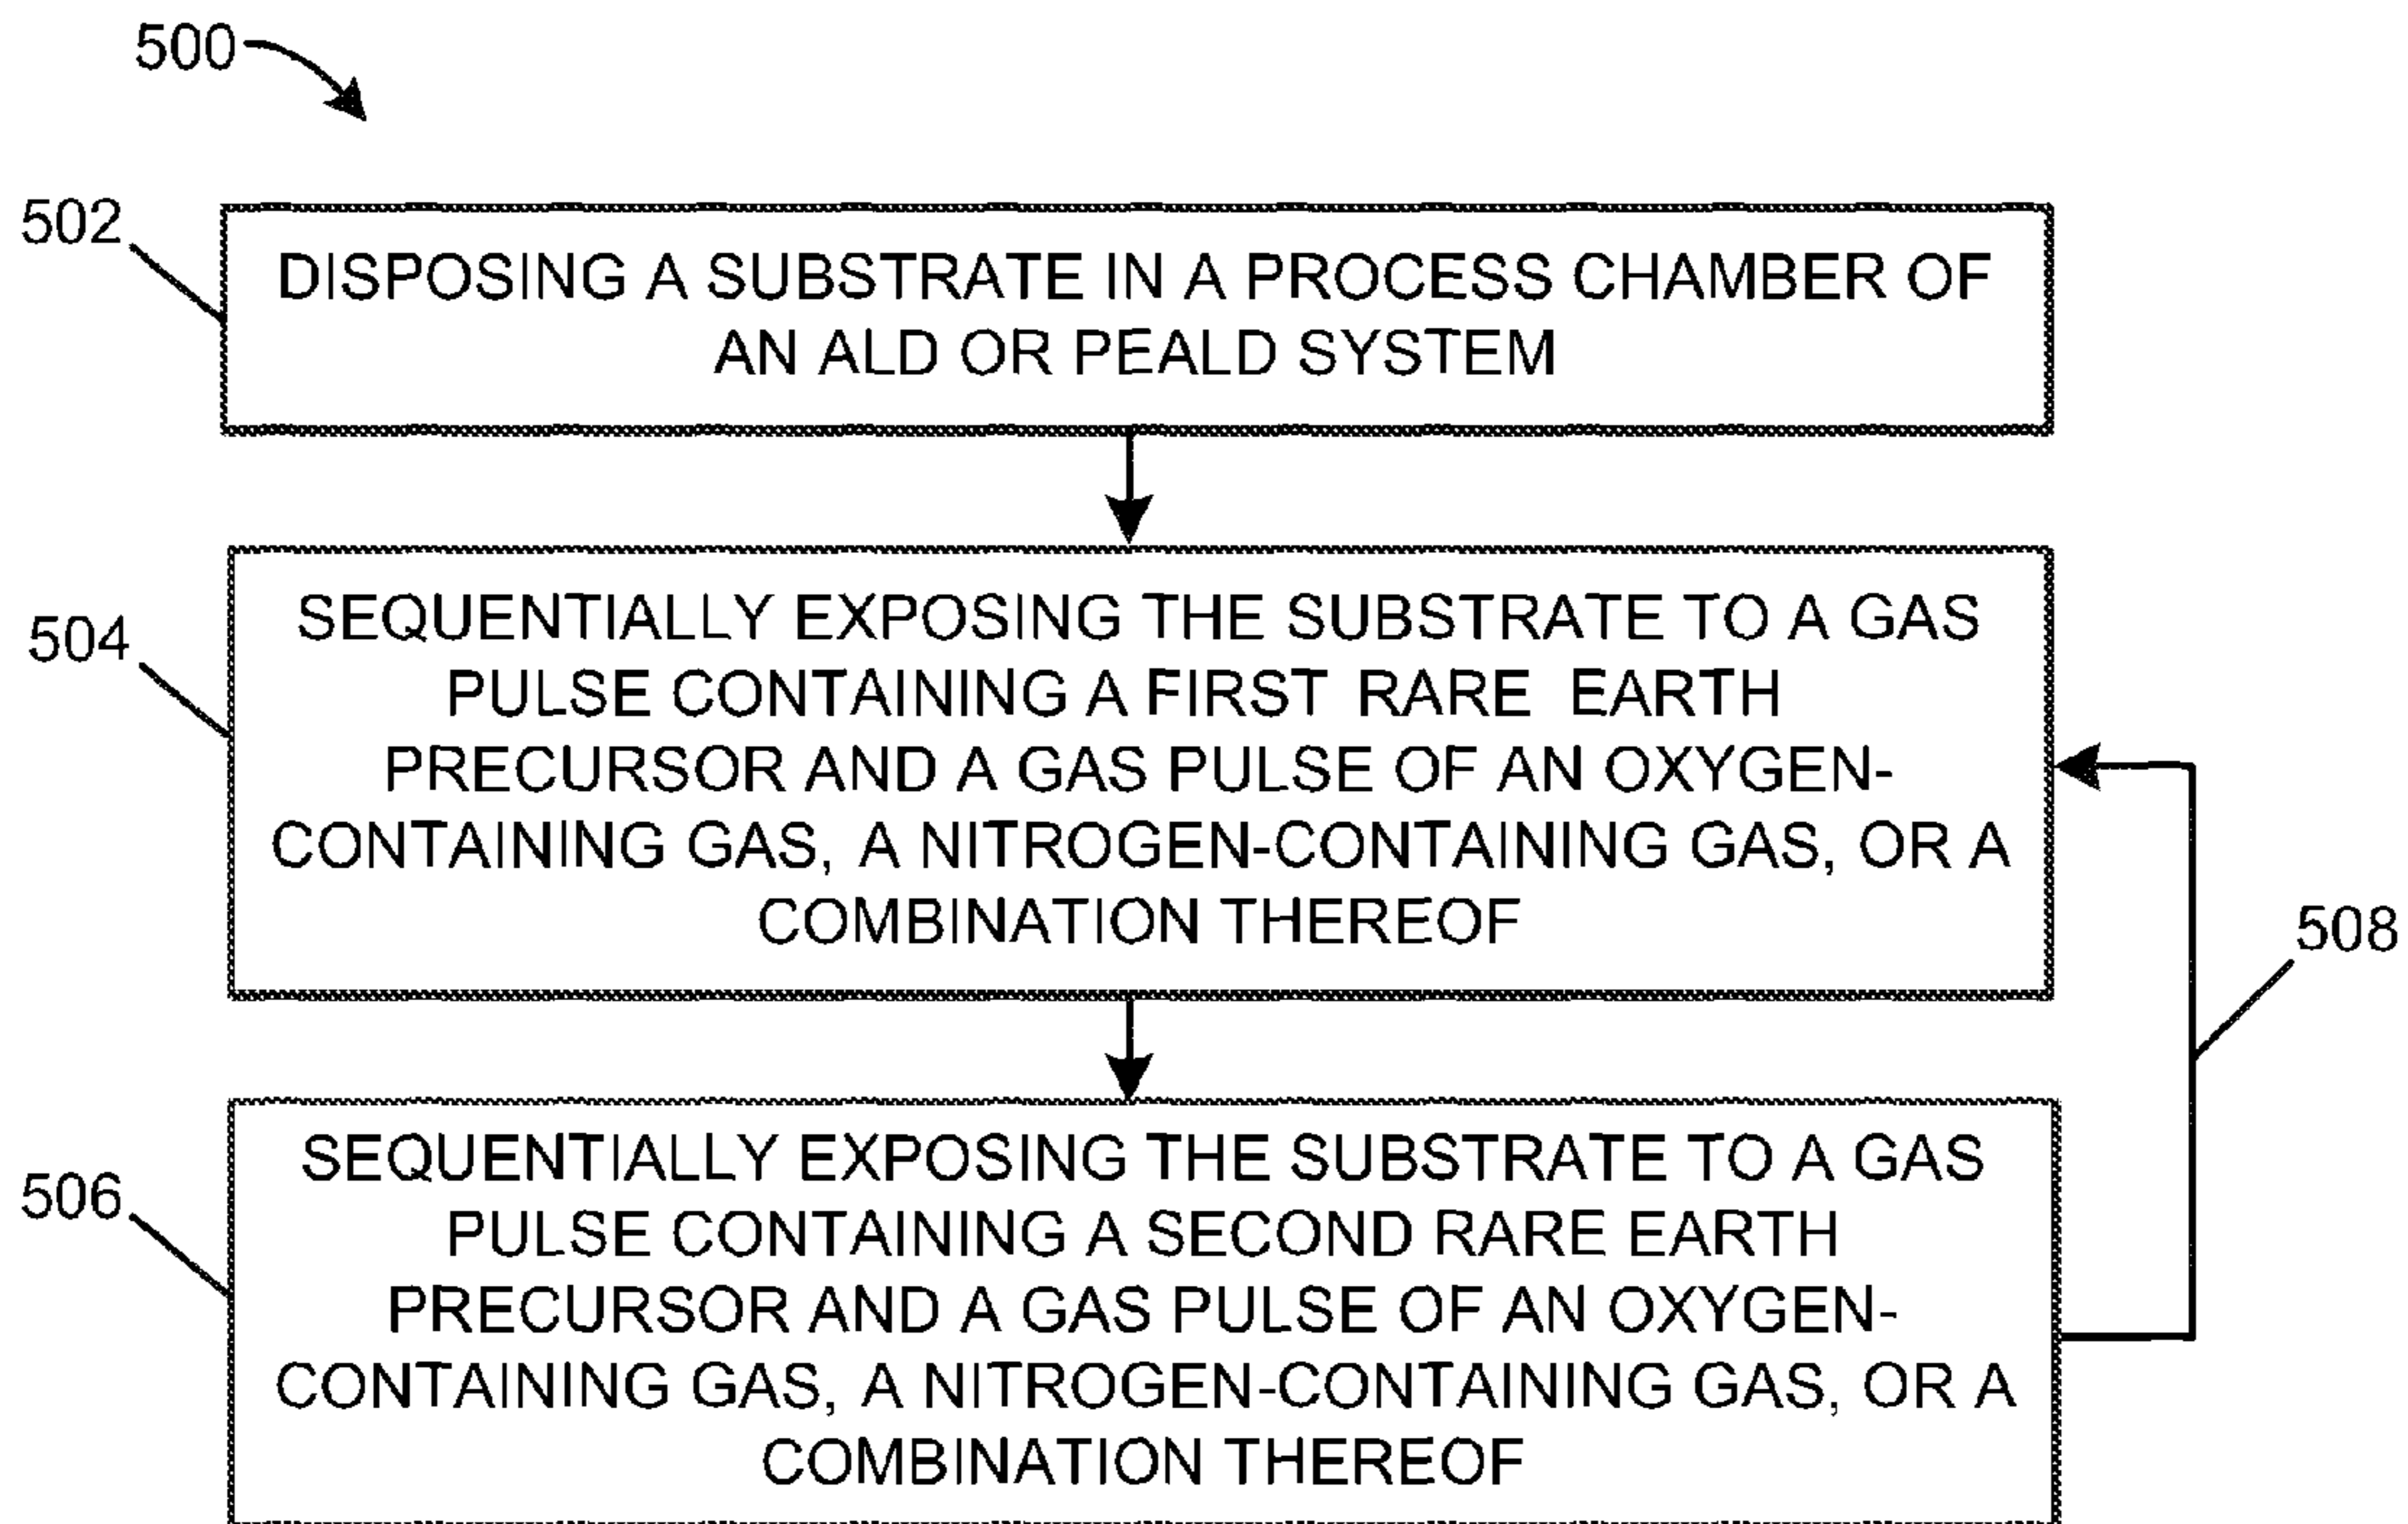 500
502
DISPOSING A SUBSTRATE IN A PROCESS CHAMBER OF
AN ALD OR PEALD SYSTEM
504
SEQUENTIALLY EXPOSING THE SUBSTRATE TO A GAS
PULSE CONTAINING A FIRST RARE EARTH
PRECURSOR AND A GAS PULSE OF AN OXYGEN-
CONTAINING GAS, A NITROGEN-CONTAINING GAS, OR A
COMBINATION THEREOF
508
506
SEQUENTIALLY EXPOSING THE SUBSTRATE TO A GAS
PULSE CONTAINING A SECOND RARE EARTH
PRECURSOR AND A GAS PULSE OF AN OXYGEN-
CONTAINING GAS, A NITROGEN-CONTAINING GAS, OR A
COMBINATION THEREOF